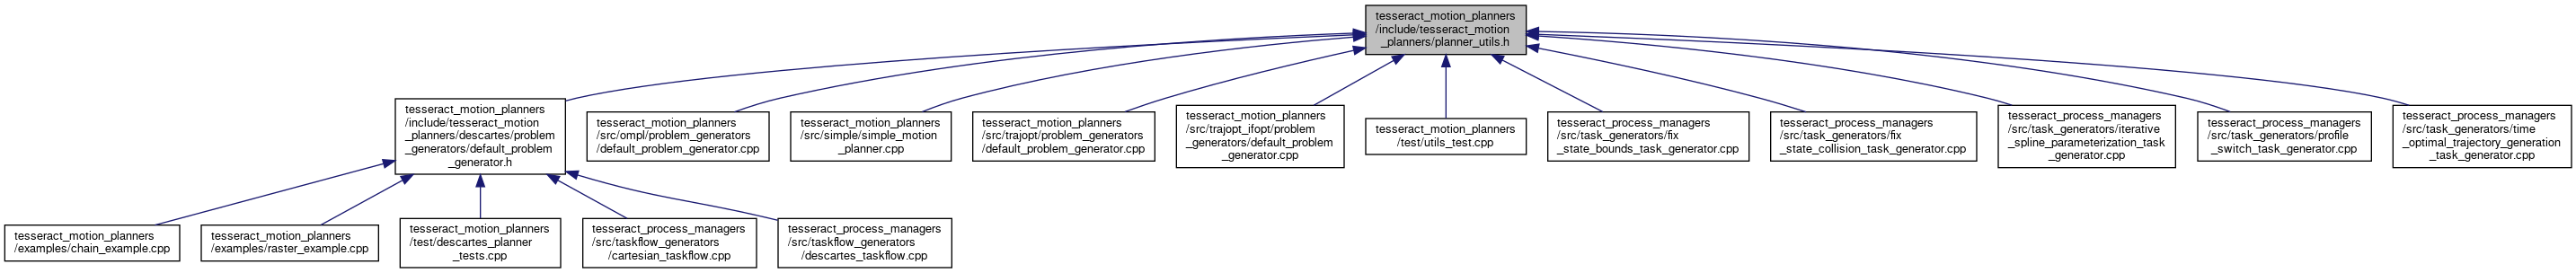 tesseract_motion_planners
/include/tesseract_motion
_planners/planner_utils.h
tesseract_motion_planners
/include/tesseract_motion
_planners/descartes/problem
_generators/default_problem
_generator.h
tesseract_motion_planners
/src/ompl/problem_generators
/default_problem_generator.cpp
tesseract_motion_planners
/src/simple/simple_motion
_planner.cpp
tesseract_motion_planners
/src/trajopt/problem_generators
/default_problem_generator.cpp
tesseract_motion_planners
/src/trajopt_ifopt/problem
_generators/default_problem
_generator.cpp
tesseract_motion_planners
/test/utils_test.cpp
tesseract_process_managers
/src/task_generators/fix
_state_bounds_task_generator.cpp
tesseract_process_managers
/src/task_generators/fix
_state_collision_task_generator.cpp
tesseract_process_managers
/src/task_generators/iterative
_spline_parameterization_task
_generator.cpp
tesseract_process_managers
/src/task_generators/profile
_switch_task_generator.cpp
tesseract_process_managers
/src/task_generators/time
_optimal_trajectory_generation
_task_generator.cpp
tesseract_motion_planners
/examples/chain_example.cpp
tesseract_motion_planners
/examples/raster_example.cpp
tesseract_motion_planners
/test/descartes_planner
_tests.cpp
tesseract_process_managers
/src/taskflow_generators
/cartesian_taskflow.cpp
tesseract_process_managers
/src/taskflow_generators
/descartes_taskflow.cpp